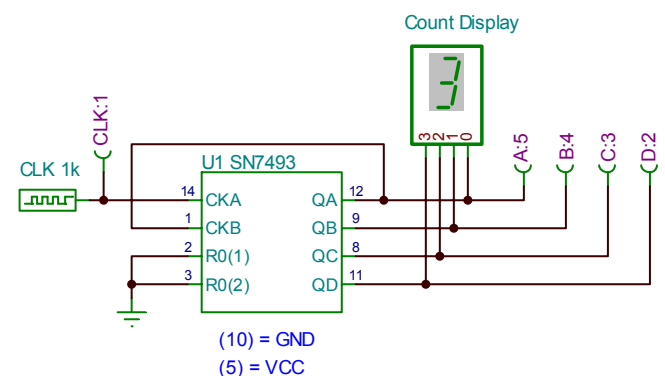 Count Display
3
3 2 1 0
CLK:1
A:5
B:4
C:3
D:2
CLK 1k
U1 SN7493
14 CKA QA 12
1 CKB QB 9
2 R0(1) QC 8
3 R0(2) QD 11
(10) = GND
(5) = VCC